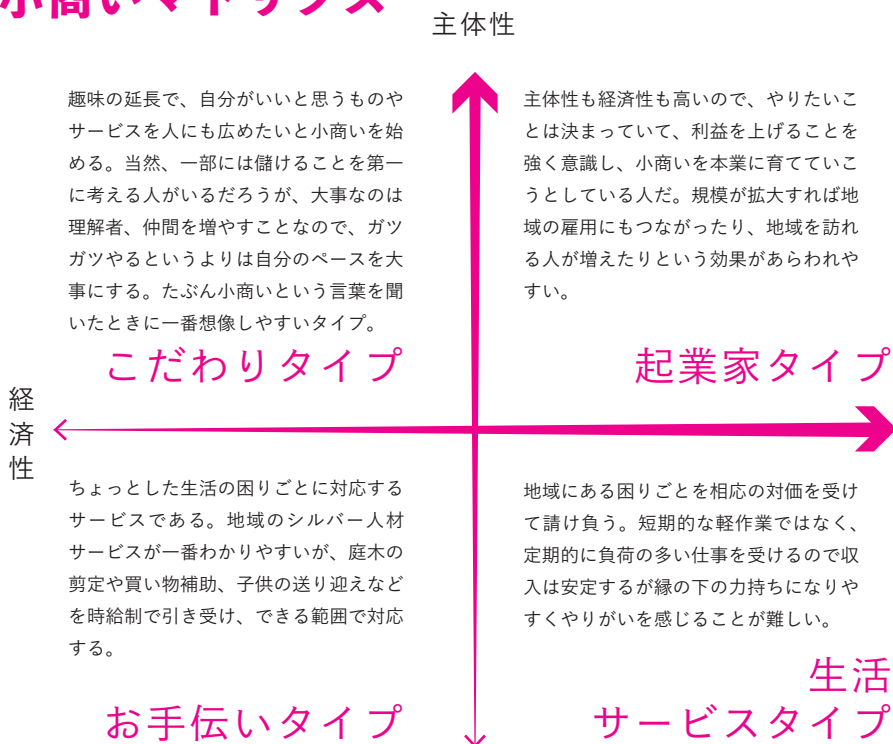 小商いマトリクス
主体性
趣味の延長で、自分がいいと思うものや
サービスを人にも広めたいと小商いを始
める。当然、一部には儲けることを第一
に考える人がいるだろうが、大事なのは
理解者、仲間を増やすことなので、ガツ
ガツやるというよりは自分のペースを大
事にする。たぶん小商いという言葉を聞
いたときに一番想像しやすいタイプ。
こだわりタイプ
主体性も経済性も高いので、やりたいこ
とは決まっていて、利益を上げることを
強く意識し、小商いを本業に育てていこ
うとしている人だ。規模が拡大すれば地
域の雇用にもつながったり、地域を訪れ
る人が増えたりという効果があらわれや
すい。
起業家タイプ
経済性
ちょっとした生活の困りごとに対応する
サービスである。地域のシルバー人材
サービスが一番わかりやすいが、庭木の
剪定や買い物補助、子供の送り迎えなど
を時給制で引き受け、できる範囲で対応
する。
お手伝いタイプ
地域にある困りごとを相応の対価を受け
て請け負う。短期的な軽作業ではなく、
定期的に負荷の多い仕事を受けるので収
入は安定するが縁の下の力持ちになりや
すくやりがいを感じることが難しい。
生活
サービスタイプ